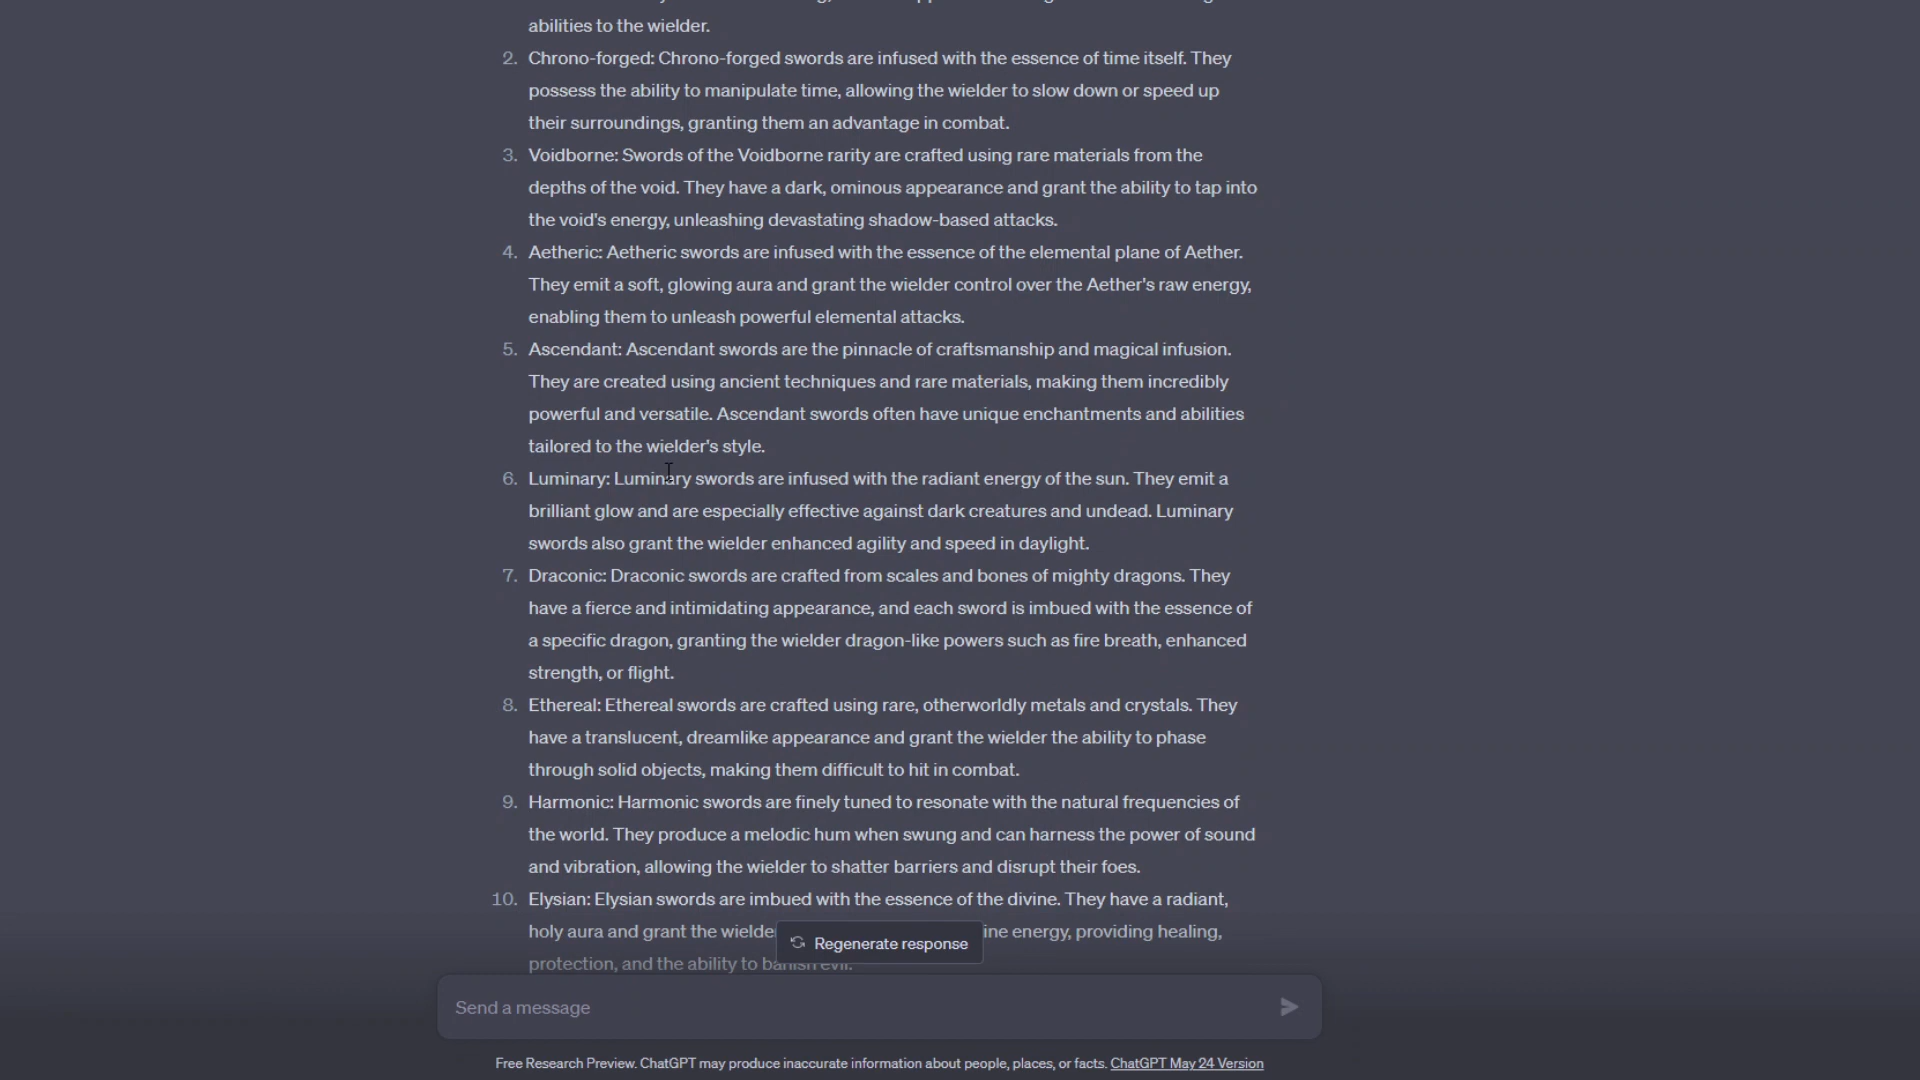 abilities to the wielder.
2. Chrono-forged: Chrono-forged swords are infused with the essence of time itself. They
possess the ability to manipulate time, allowing the wielder to slow down or speed up
their surroundings, granting them an advantage in combat.
3. Voidborne: Swords of the Voidborne rarity are crafted using rare materials from the
depths of the void. They have a dark, ominous appearance and grant the ability to tap into
the void's energy, unleashing devastating shadow-based attacks.
4. Aetheric: Aetheric swords are infused with the essence of the elemental plane of Aether.
They emit a soft, glowing aura and grant the wielder control over the Aether's raw energy,
enabling them to unleash powerful elemental attacks.
5. Ascendant: Ascendant swords are the pinnacle of craftsmanship and magical infusion.
They are created using ancient techniques and rare materials, making them incredibly
powerful and versatile. Ascendant swords often have unique enchantments and abilities
tailored to the wielder's style.
6. Luminary: Luminary swords are infused with the radiant energy of the sun. They emit a
brilliant glow and are especially effective against dark creatures and undead. Luminary
swords also grant the wielder enhanced agility and speed in daylight.
7. Draconic: Draconic swords are crafted from scales and bones of mighty dragons. They
have a fierce and intimidating appearance, and each sword is imbued with the essence of
a specific dragon, granting the wielder dragon-like powers such as fire breath, enhanced
strength, or flight.
8. Ethereal: Ethereal swords are crafted using rare, otherworldly metals and crystals. They
have a translucent, dreamlike appearance and grant the wielder the ability to phase
through solid objects, making them difficult to hit in combat.
9. Harmonic: Harmonic swords are finely tuned to resonate with the natural frequencies of
the world. They produce a melodic hum when swung and can harness the power of sound
and vibration, allowing the wielder to shatter barriers and disrupt their foes.
10. Elysian: Elysian swords are imbued with the essence of the divine. They have a radiant,
holy aura and grant the energy, providing healing,
Regenerate response
protection, and the ability to banish evil.
Send a message
Free Research Preview. ChatGPT may produce inaccurate information about people, places, or facts. ChatGPT May 24 Version